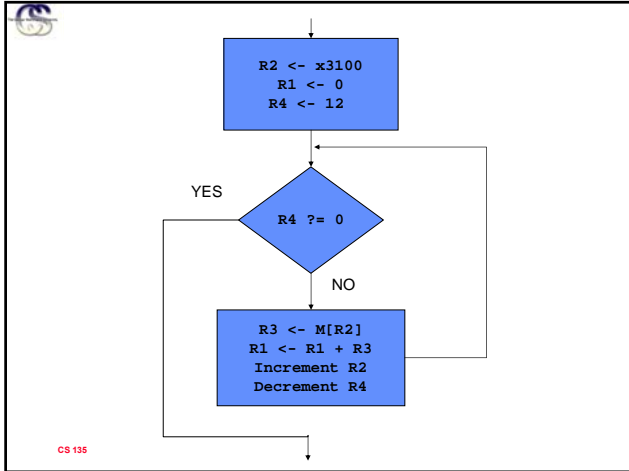 R2 <- x3100
R1 <- 0
R4 <- 12
YES
R4 ?= 0
NO
R3 <- M[R2]
R1 <- R1 + R3
Increment R2
Decrement R4
CS 135